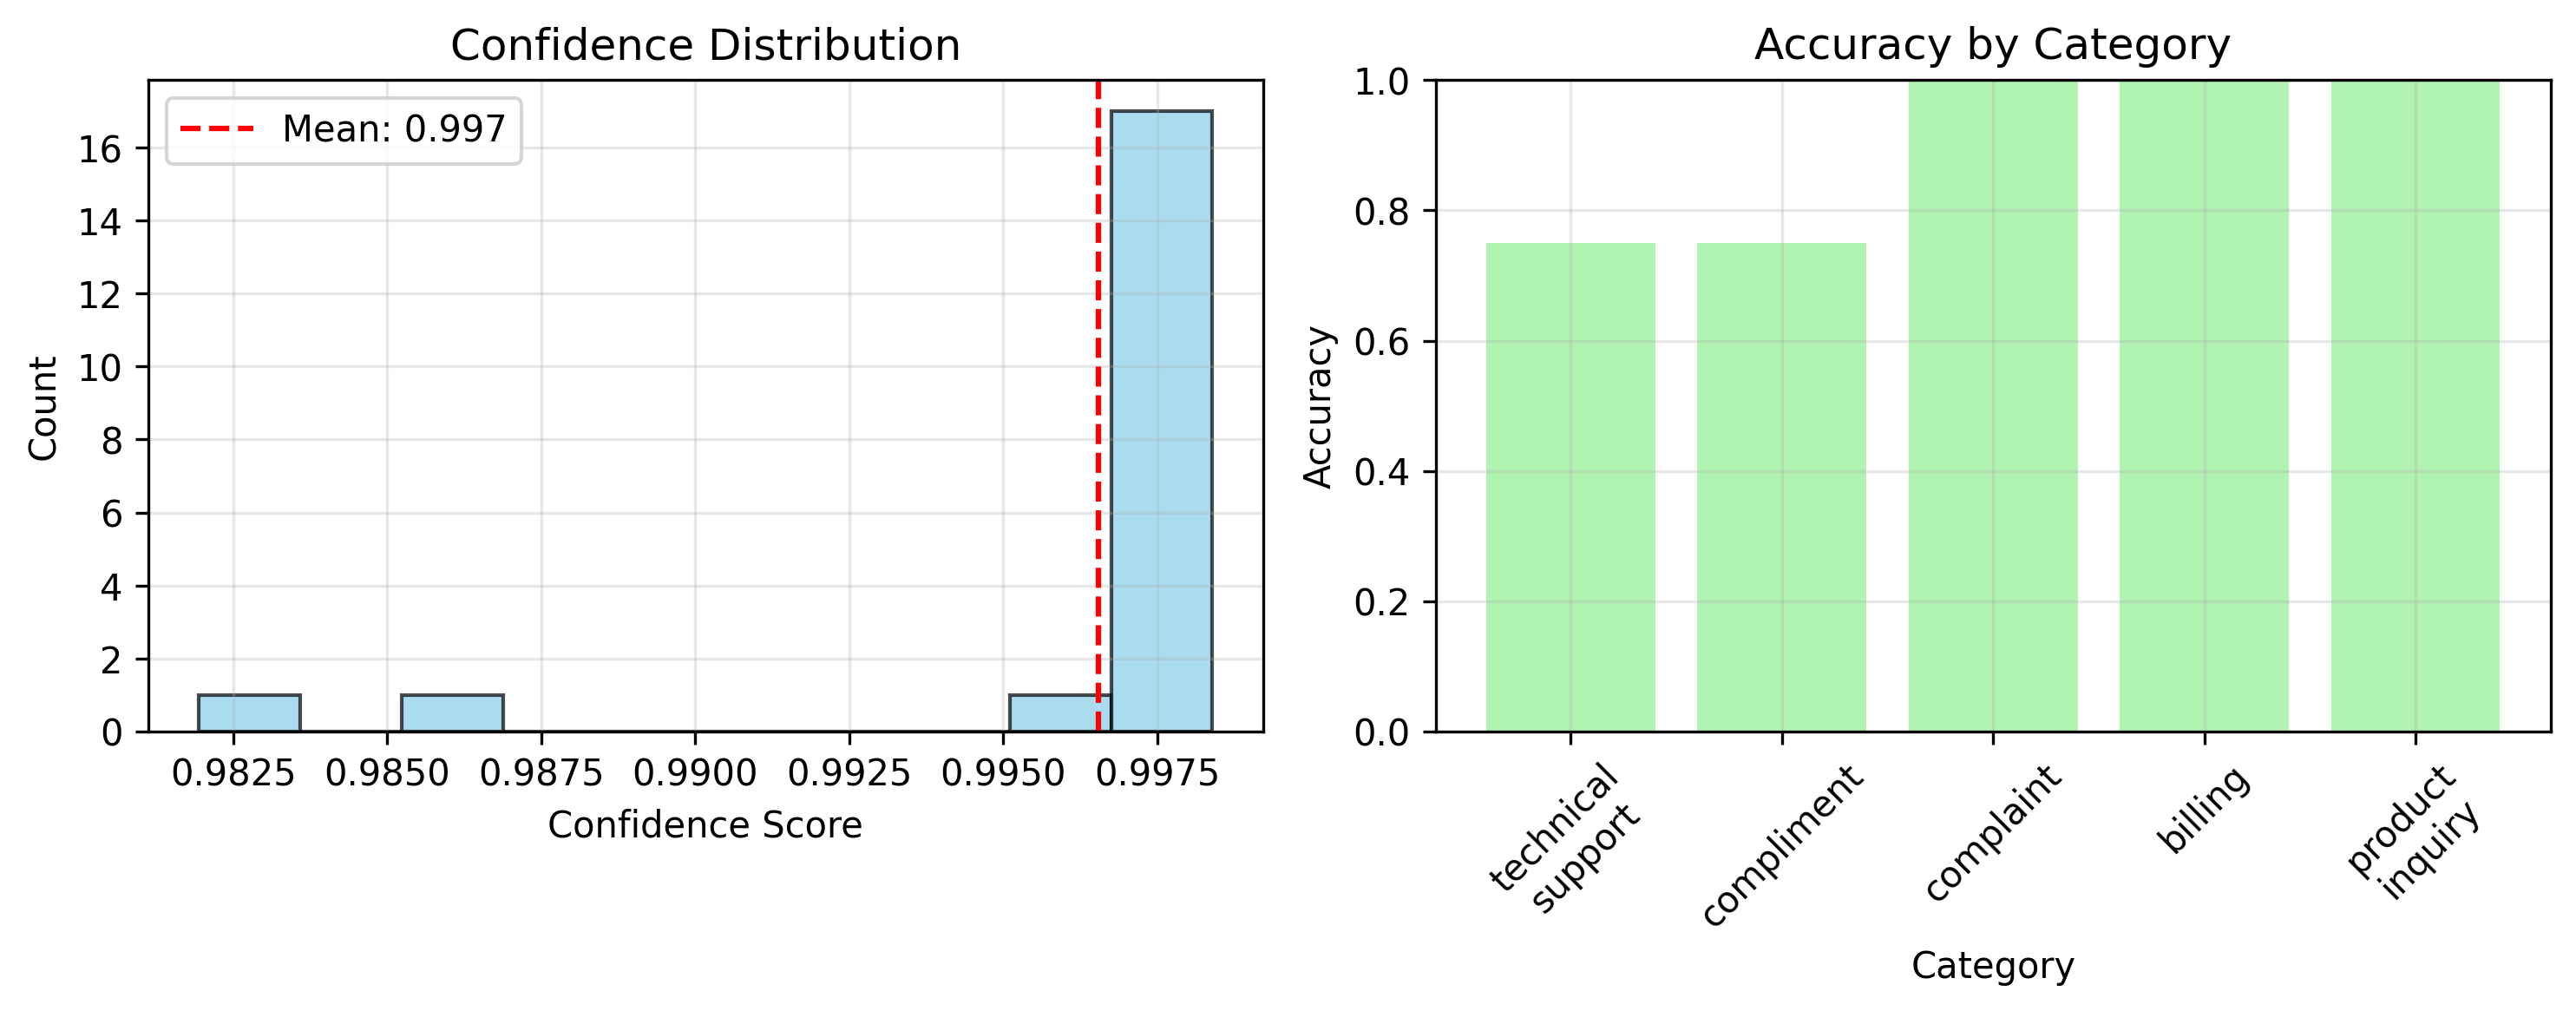 Confidence Distribution
Mean: 0.997
Count
16
14
12
10
8
6
4
2
0
0.9825 0.9850 0.9875 0.9900 0.9925 0.9950 0.9975
Confidence Score
Accuracy by Category
Accuracy
1.0
0.8
0.6
0.4
0.2
0.0
technical
support
compliment
complaint
billing
product
inquiry
Category